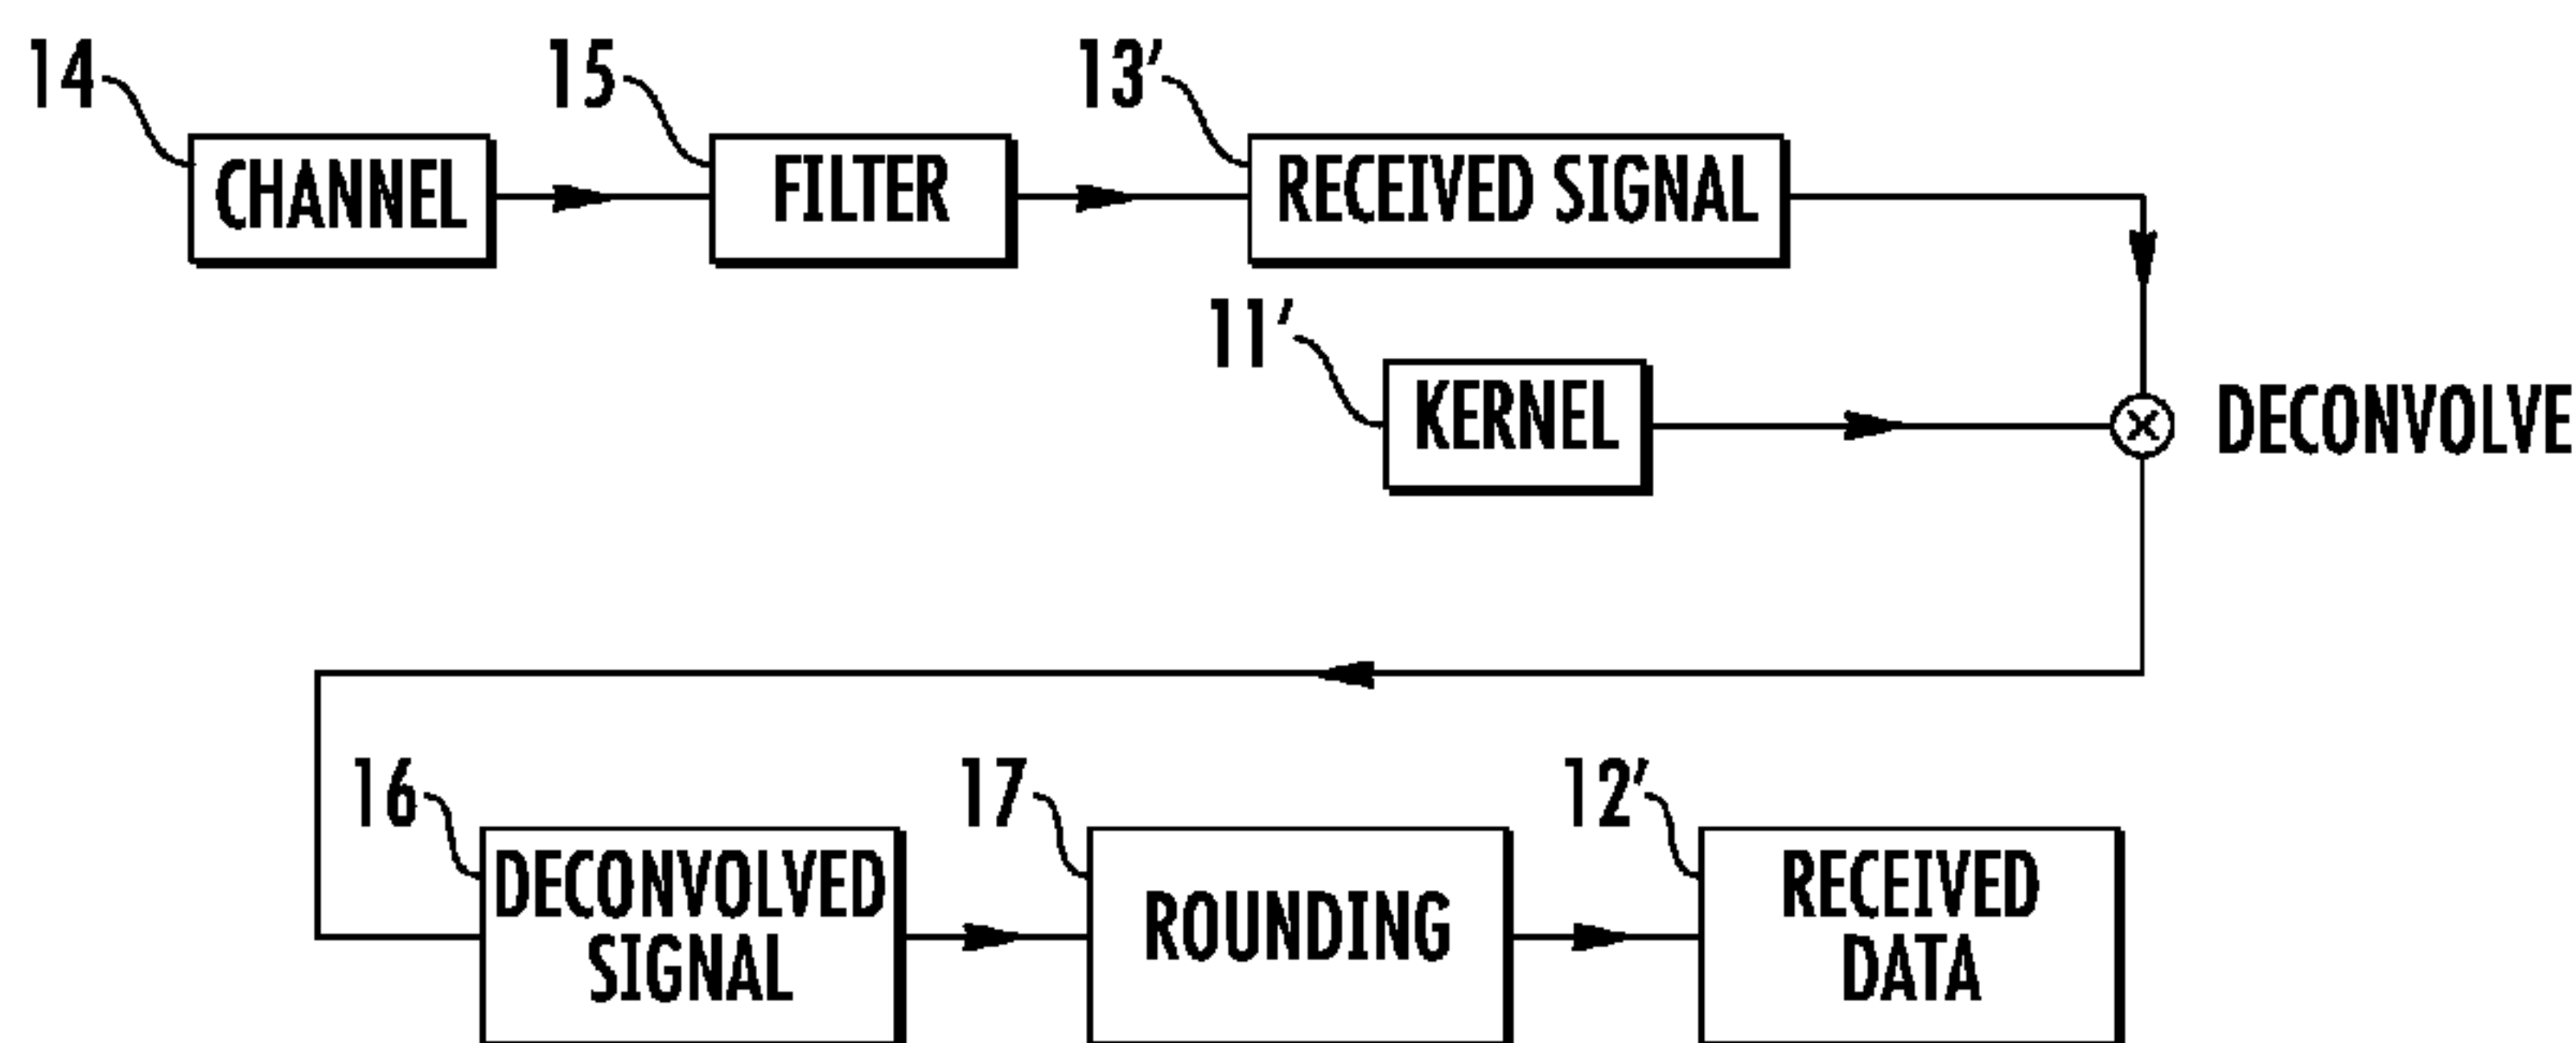 14
15
13'
CHANNEL
FILTER
RECEIVED SIGNAL
11'
KERNEL
DECONVOLVE
16
17
12'
DECONVOLVED
SIGNAL
ROUNDING
RECEIVED
DATA